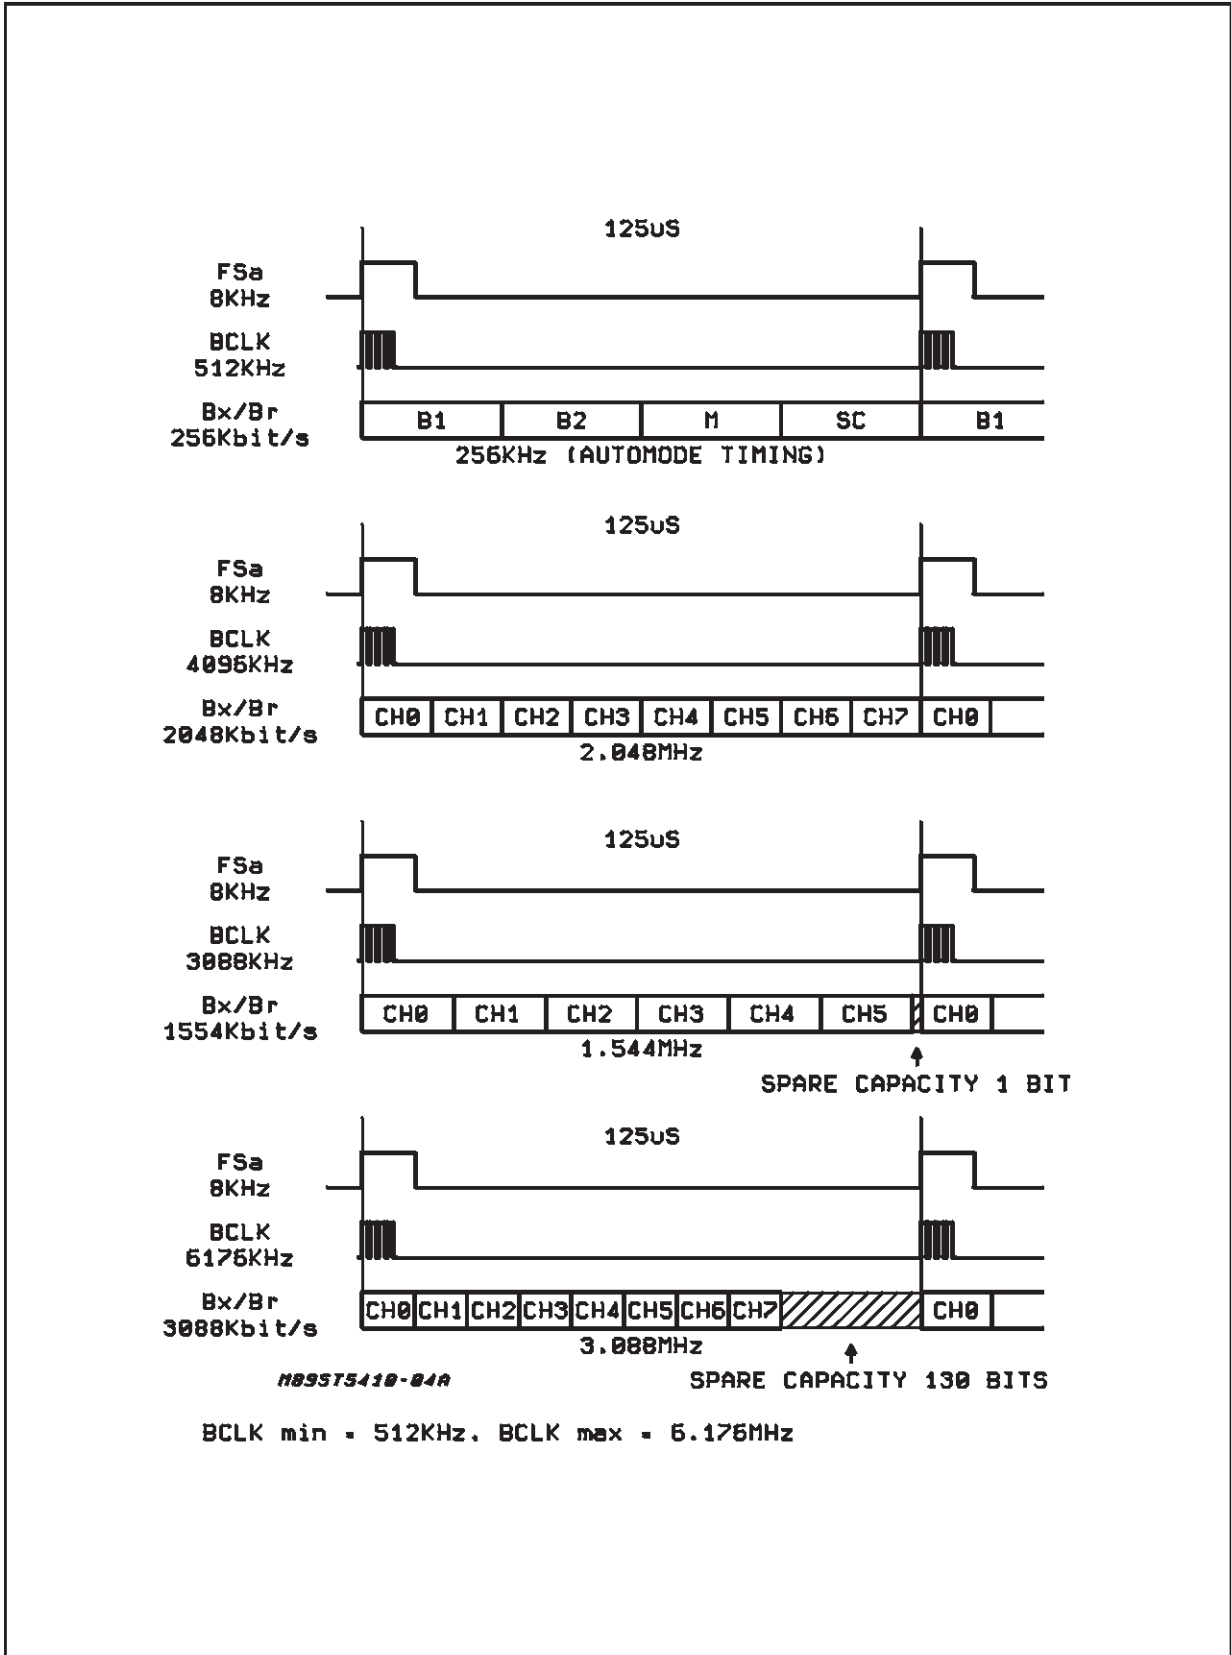 125uS
FSa
8KHz
BCLK
512KHz
Bx/Br
256Kbit/s
B1 B2 M SC B1
256KHz (AUTOMODE TIMING)
125uS
FSa
8KHz
BCLK
4096KHz
Bx/Br
2048Kbit/s
CH0 CH1 CH2 CH3 CH4 CH5 CH6 CH7 CH0
2.048MHz
125uS
FSa
8KHz
BCLK
3088KHz
Bx/Br
1554Kbit/s
CH0 CH1 CH2 CH3 CH4 CH5 CH0
1.544MHz
SPARE CAPACITY 1 BIT
125uS
FSa
8KHz
BCLK
6176KHz
Bx/Br
3088Kbit/s
CH0 CH1 CH2 CH3 CH4 CH5 CH6 CH7 CH0
3.088MHz
M89ST5410-04A
SPARE CAPACITY 130 BITS
BCLK min = 512KHz. BCLK max = 6.176MHz